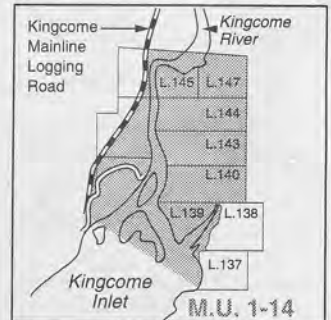 Kingcome
Mainline
Logging
Road
Kingcome
River
L.145
L.147
L.144
L.143
L.140
L.139
L.138
L.137
Kingcome
Inlet
M.U. 1-14